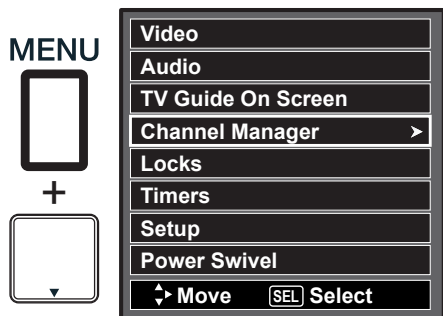 MENU
+
Video
Audio
TV Guide On Screen
Channel Manager
Locks
Timers
Setup
Power Swivel
Move SEL Select